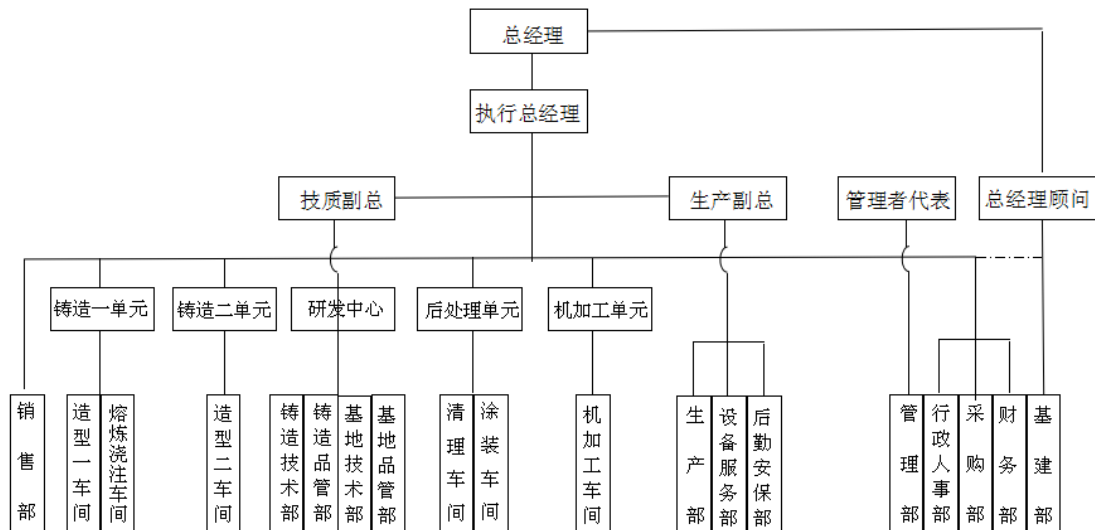 总经理
执行总经理
技质副总
生产副总
管理者代表
总经理顾问
铸造一单元
铸造二单元
研发中心
后处理单元
机加工单元
销售部
造型一车间
熔炼浇注车间
造型二车间
铸造技术部
铸造品管部
基地技术部
基地品管部
清理车间
涂装车间
机加工车间
生产部
设备服务部
后勤安保部
管理部
行政人事部
采购部
财务部
基建部